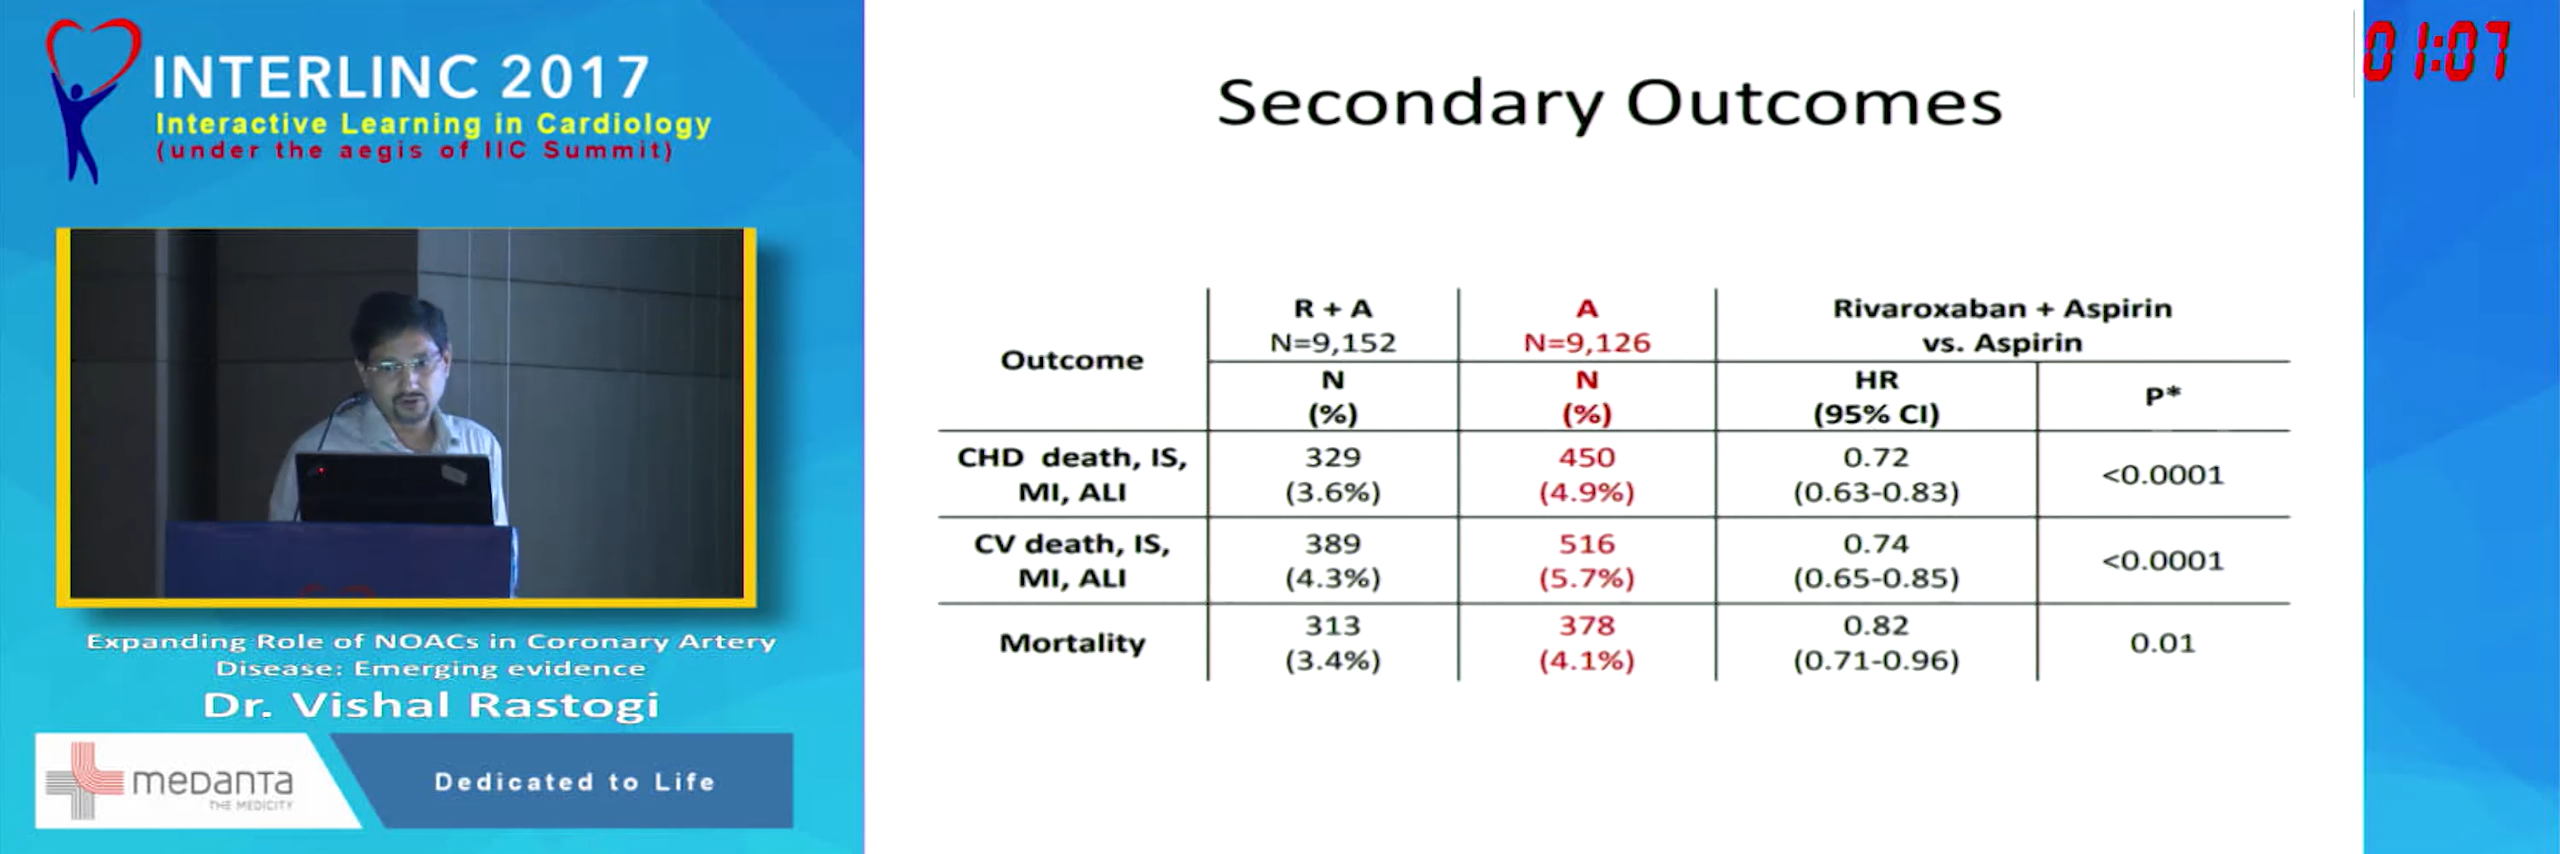 INTERLINC 2017
Interactive Learning in Cardiology
(under the aegis of IIC Summit)
Expanding Role of NOACs in Coronary Artery
Disease: Emerging evidence
Dr. Vishal Rastogi
medanta
THE MEDICITY
Dedicated to Life
01:07
Secondary Outcomes
Outcome
R + A
N=9,152
A
N=9,126
Rivaroxaban + Aspirin
vs. Aspirin
N
(%)
N
(%)
HR
(95% CI)
P*
CHD death, IS,
MI, ALI
329
(3.6%)
450
(4.9%)
0.72
(0.63-0.83)
<0.0001
CV death, IS,
MI, ALI
389
(4.3%)
516
(5.7%)
0.74
(0.65-0.85)
<0.0001
Mortality
313
(3.4%)
378
(4.1%)
0.82
(0.71-0.96)
0.01